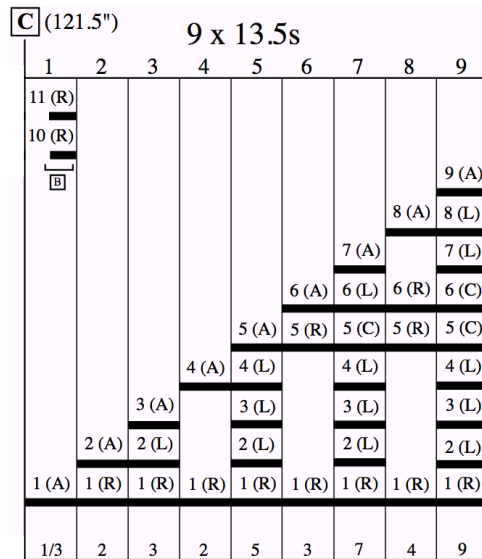 C (121.5")
9 x 13.5s
1 2 3 4 5 6 7 8 9
11 (R)
10 (R)
B
9 (A)
8 (A) 8 (L)
7 (A) 7 (L)
6 (A) 6 (L) 6 (R) 6 (C)
5 (A) 5 (R) 5 (C) 5 (R) 5 (C)
4 (A) 4 (L) 4 (L) 4 (L)
3 (A) 3 (L) 3 (L) 3 (L)
2 (A) 2 (L) 2 (L) 2 (L) 2 (L)
1 (A) 1 (R) 1 (R) 1 (R) 1 (R) 1 (R) 1 (R) 1 (R) 1 (R)
1/3 2 3 2 5 3 7 4 9